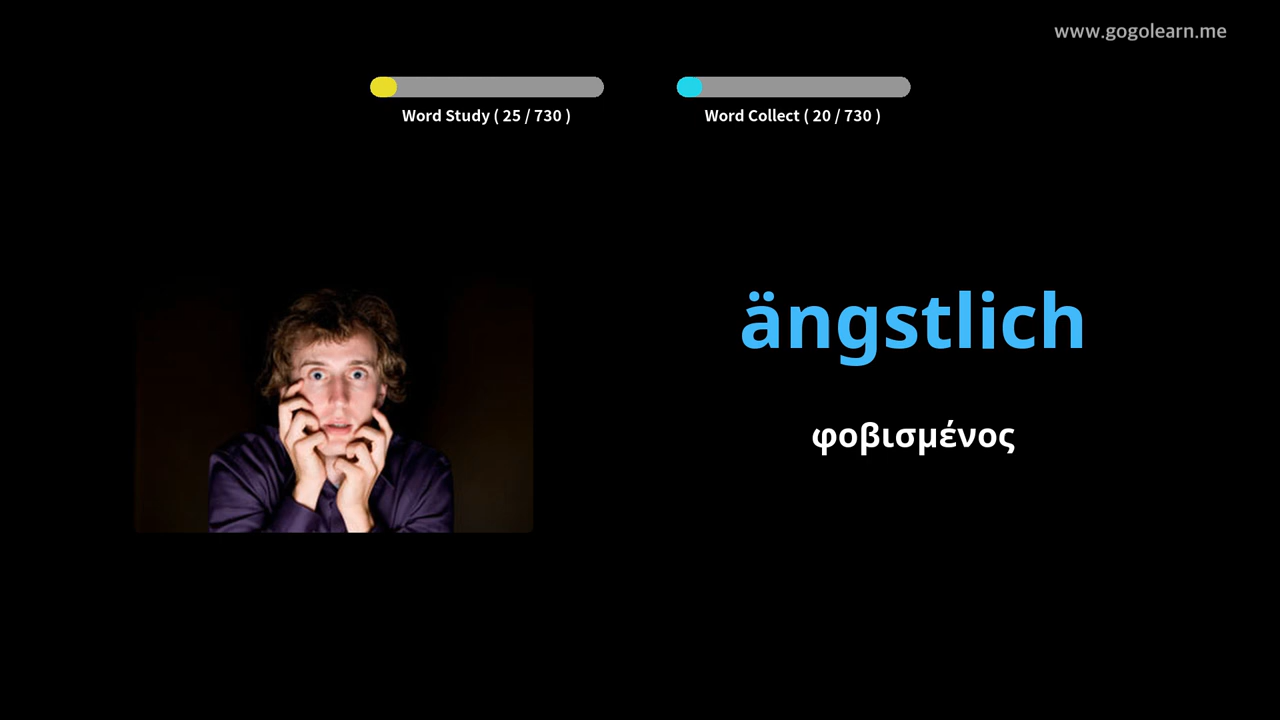 www.gogolearn.me
Word Study ( 25 / 730 )
Word Collect ( 20 / 730 )
ängstlich
φοβισμένος